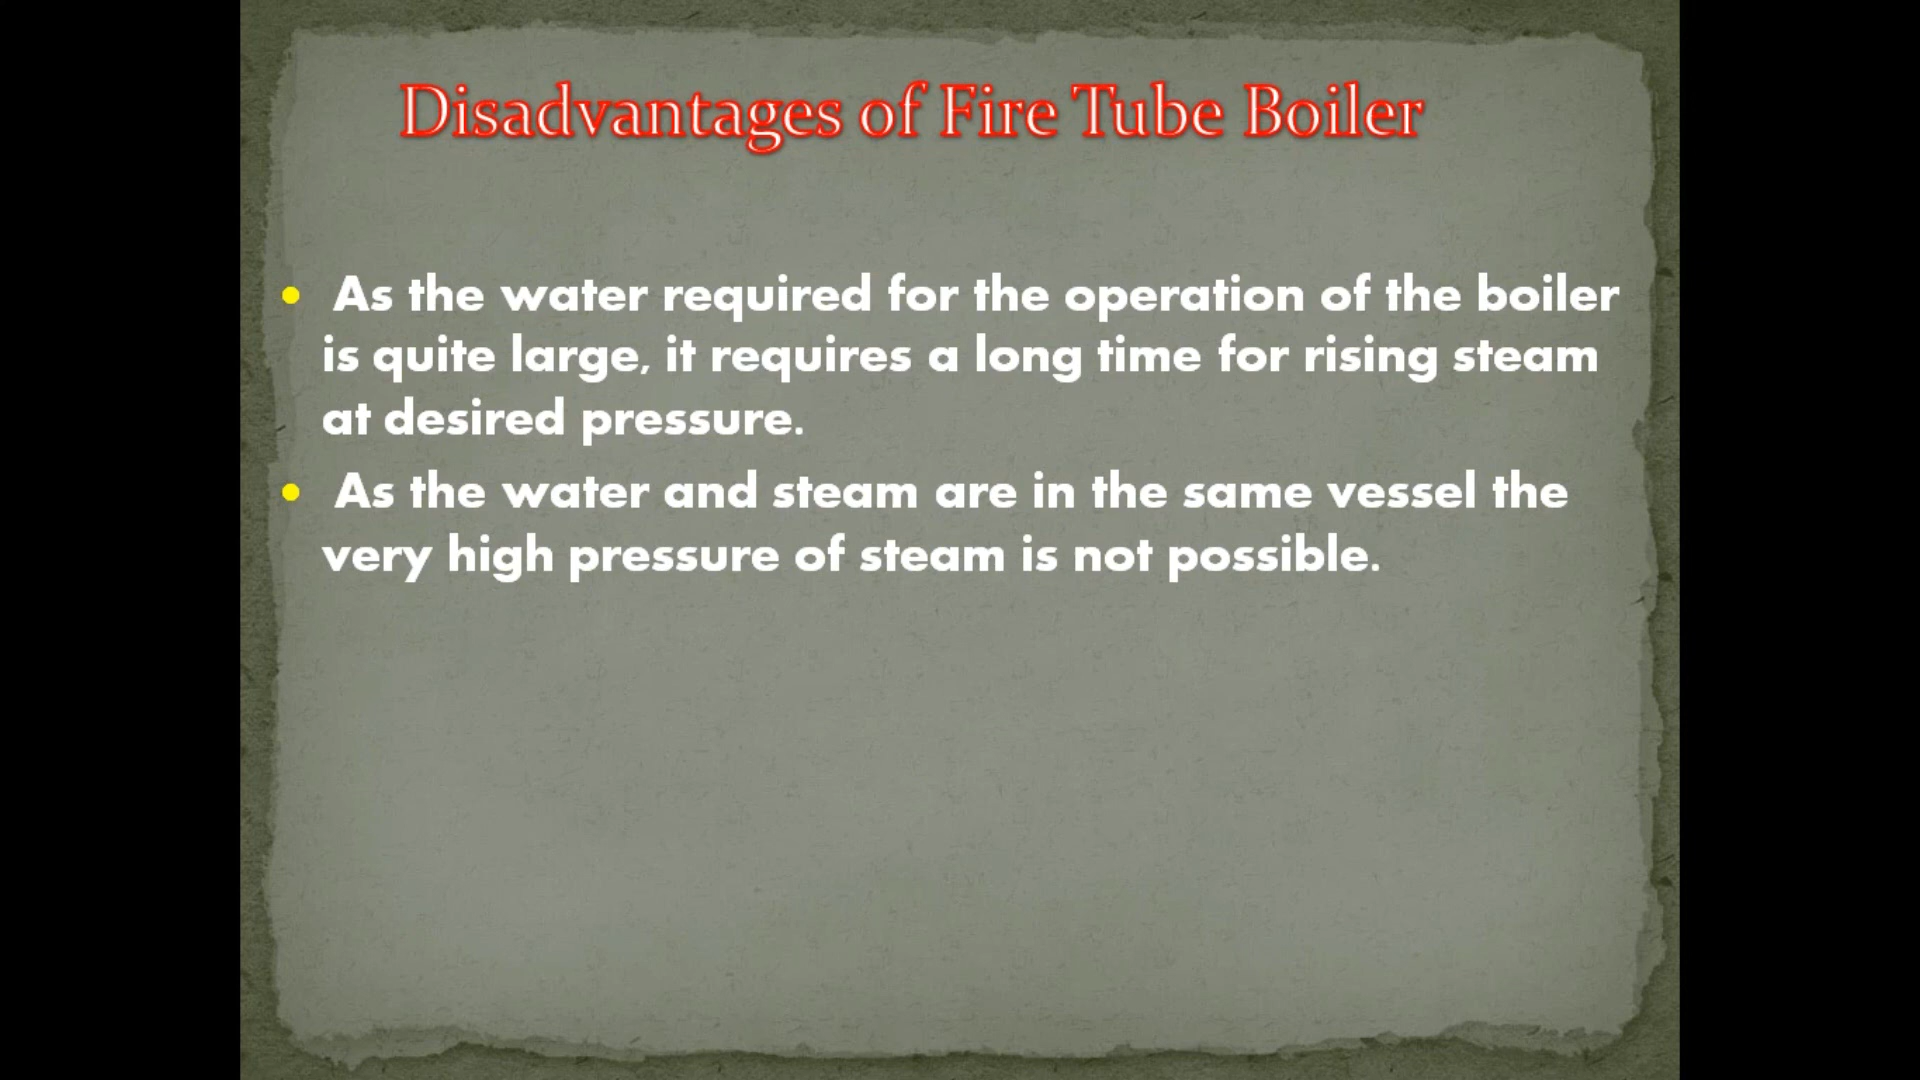 Disadvantages of Fire Tube Boiler
• As the water required for the operation of the boiler
is quite large, it requires a long time for rising steam
at desired pressure.
• As the water and steam are in the same vessel the
very high pressure of steam is not possible.